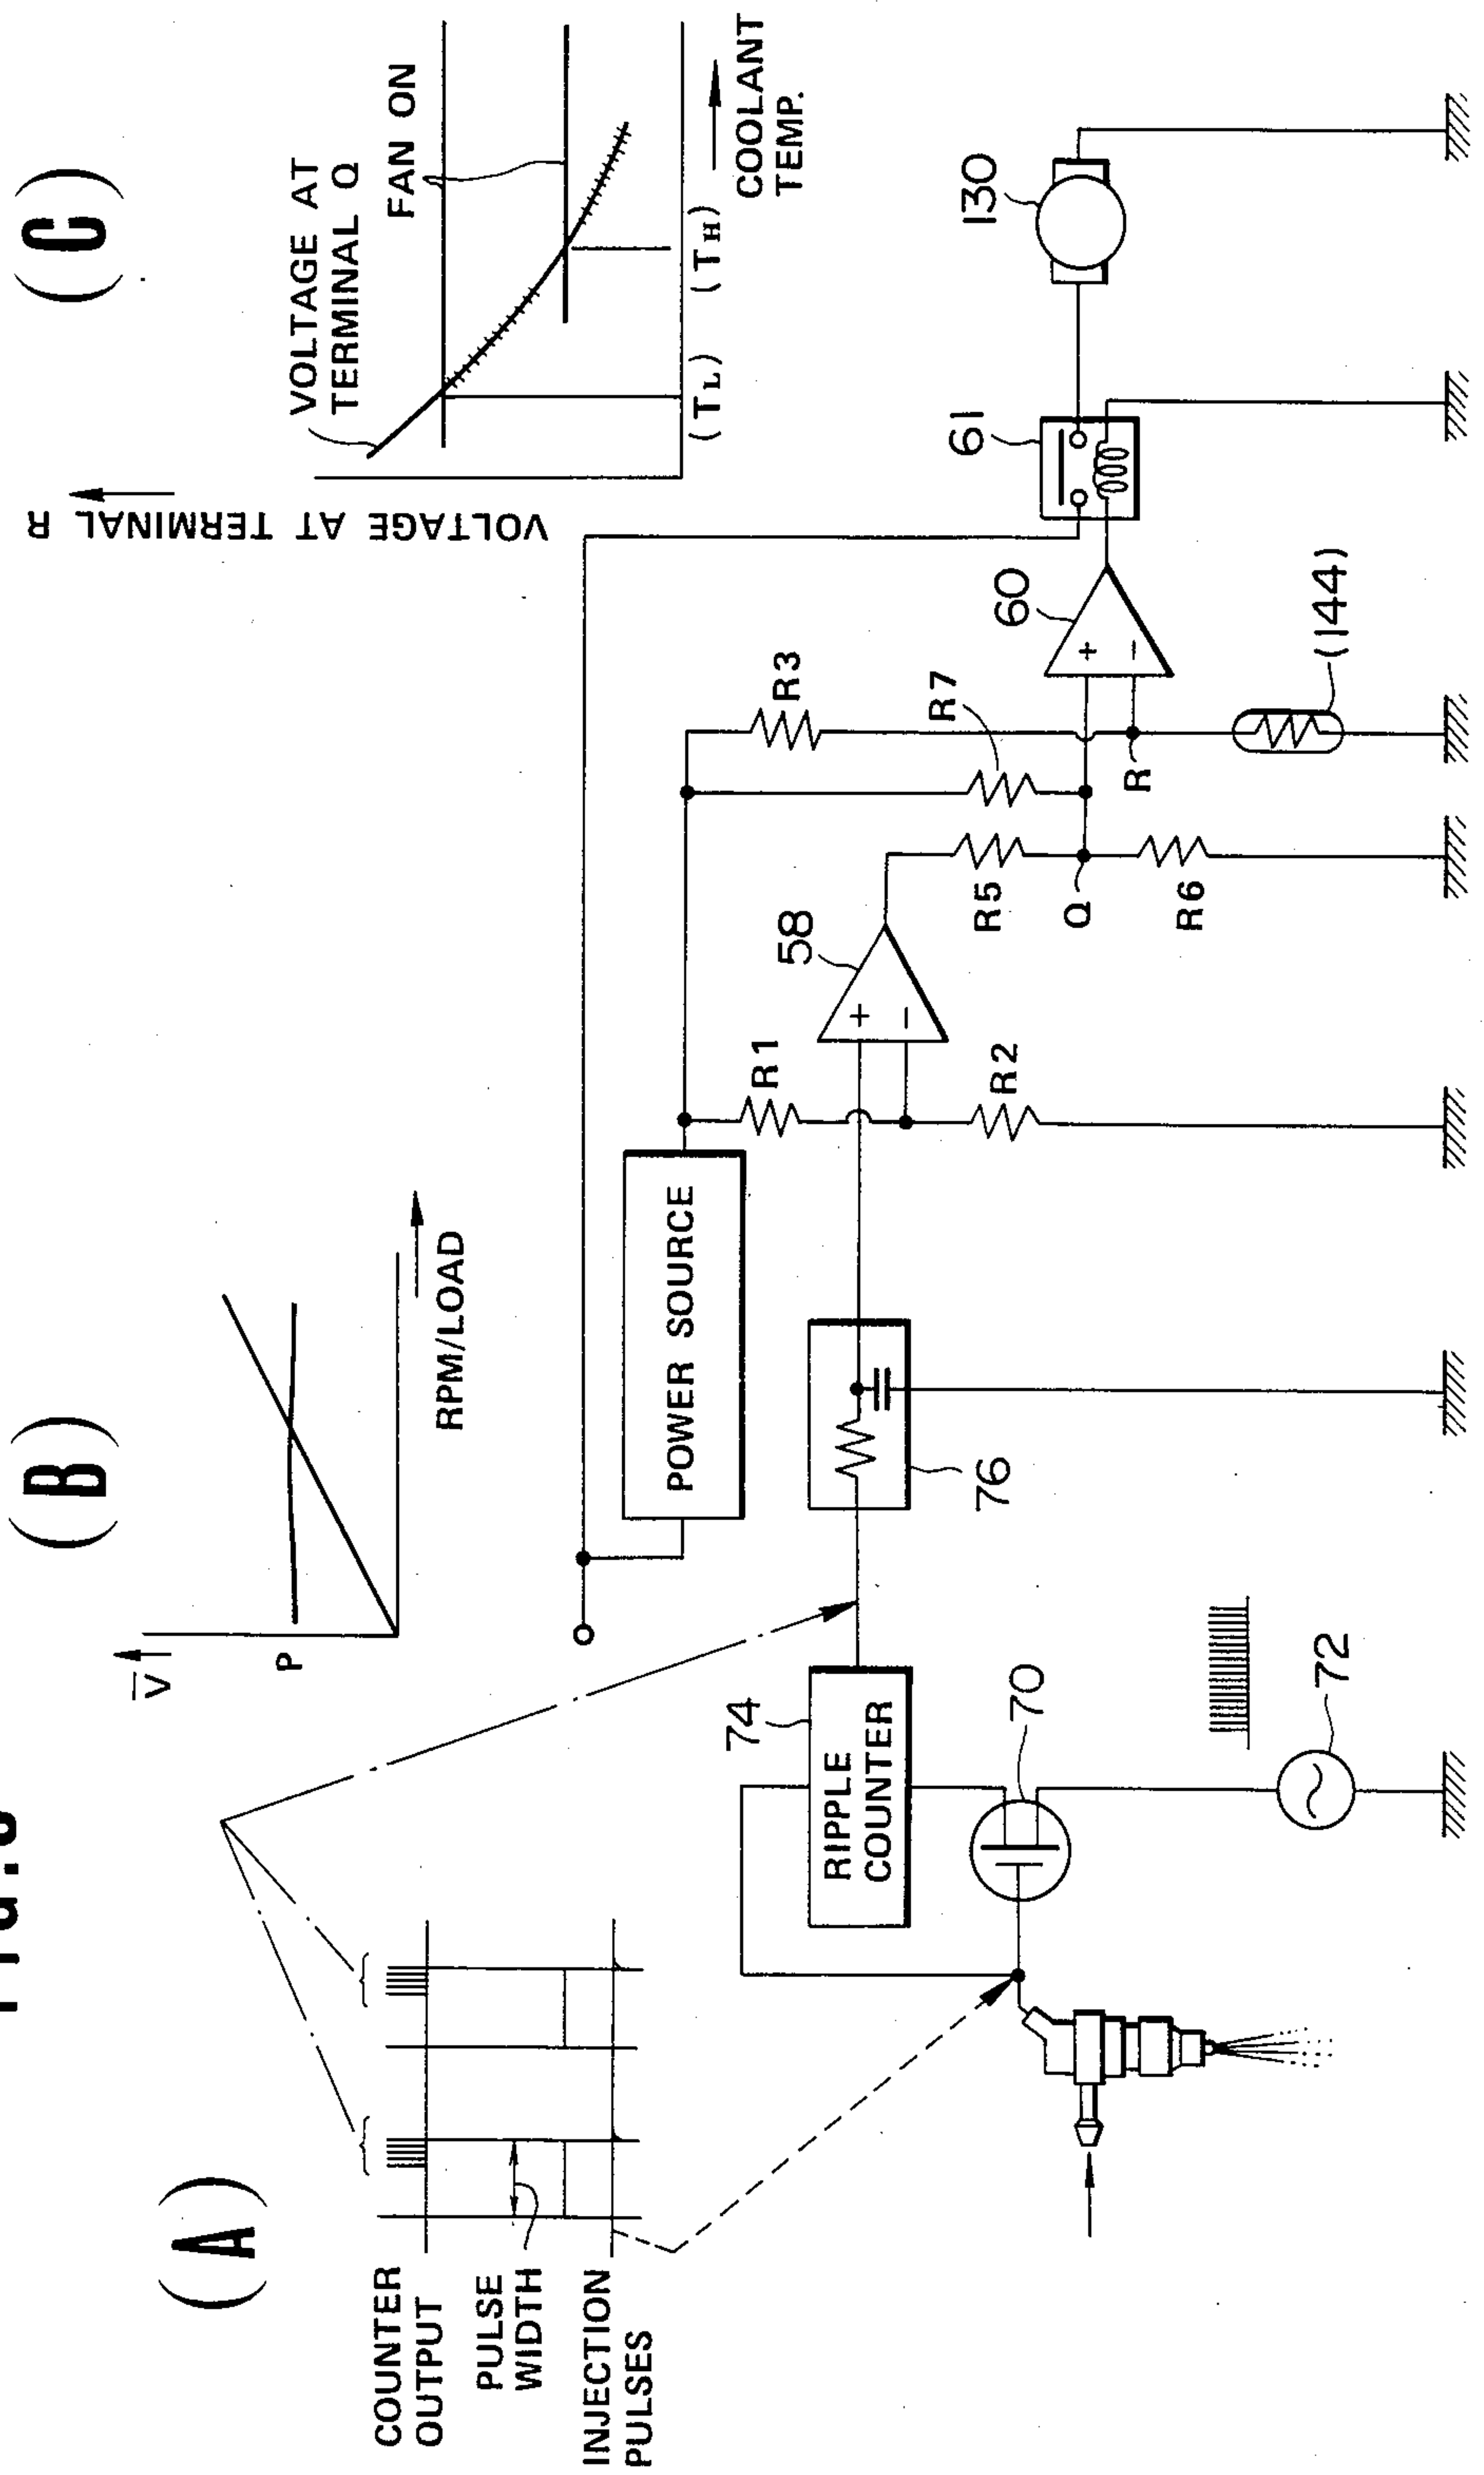 (A)
COUNTER
OUTPUT
PULSE
WIDTH
INJECTION
PULSES
(B)
V
P
RPM/LOAD
(C)
VOLTAGE AT TERMINAL R
VOLTAGE AT
TERMINAL Q
FAN ON
(TL)
(TH)
COOLANT
TEMP.
POWER SOURCE
74
RIPPLE
COUNTER
70
72
76
R1
R2
58
+
−
R5
Q
R6
R7
R3
R
60
+
−
(144)
61
130